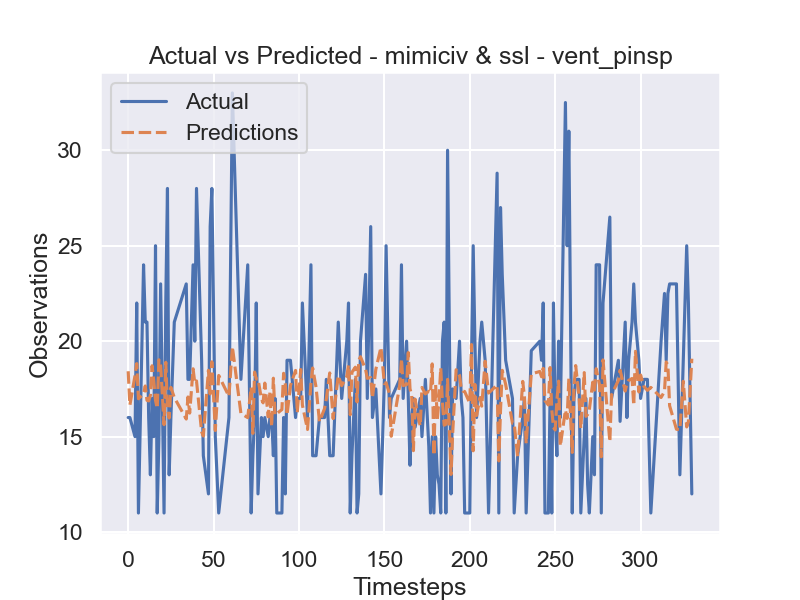 Actual vs Predicted - mimiciv & ssl - vent_pinsp
Actual
Predictions
Observations
30
25
20
15
10
0 50 100 150 200 250 300
Timesteps